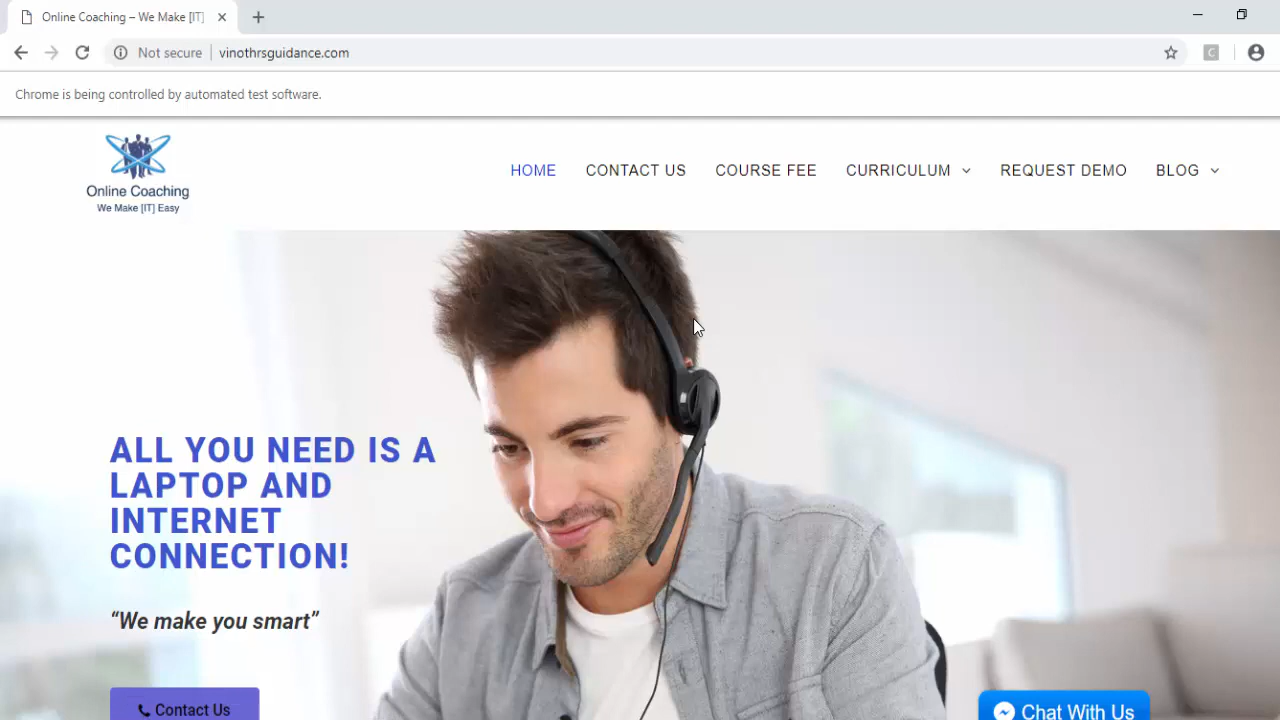 Online Coaching – We Make [IT]
Not secure
vinothrsguidance.com
C
Chrome is being controlled by automated test software.
Online Coaching
We Make [IT] Easy
HOME
CONTACT US
COURSE FEE
CURRICULUM
REQUEST DEMO
BLOG
ALL YOU NEED IS A
LAPTOP AND
INTERNET
CONNECTION!
“We make you smart”
Contact Us
Chat With Us